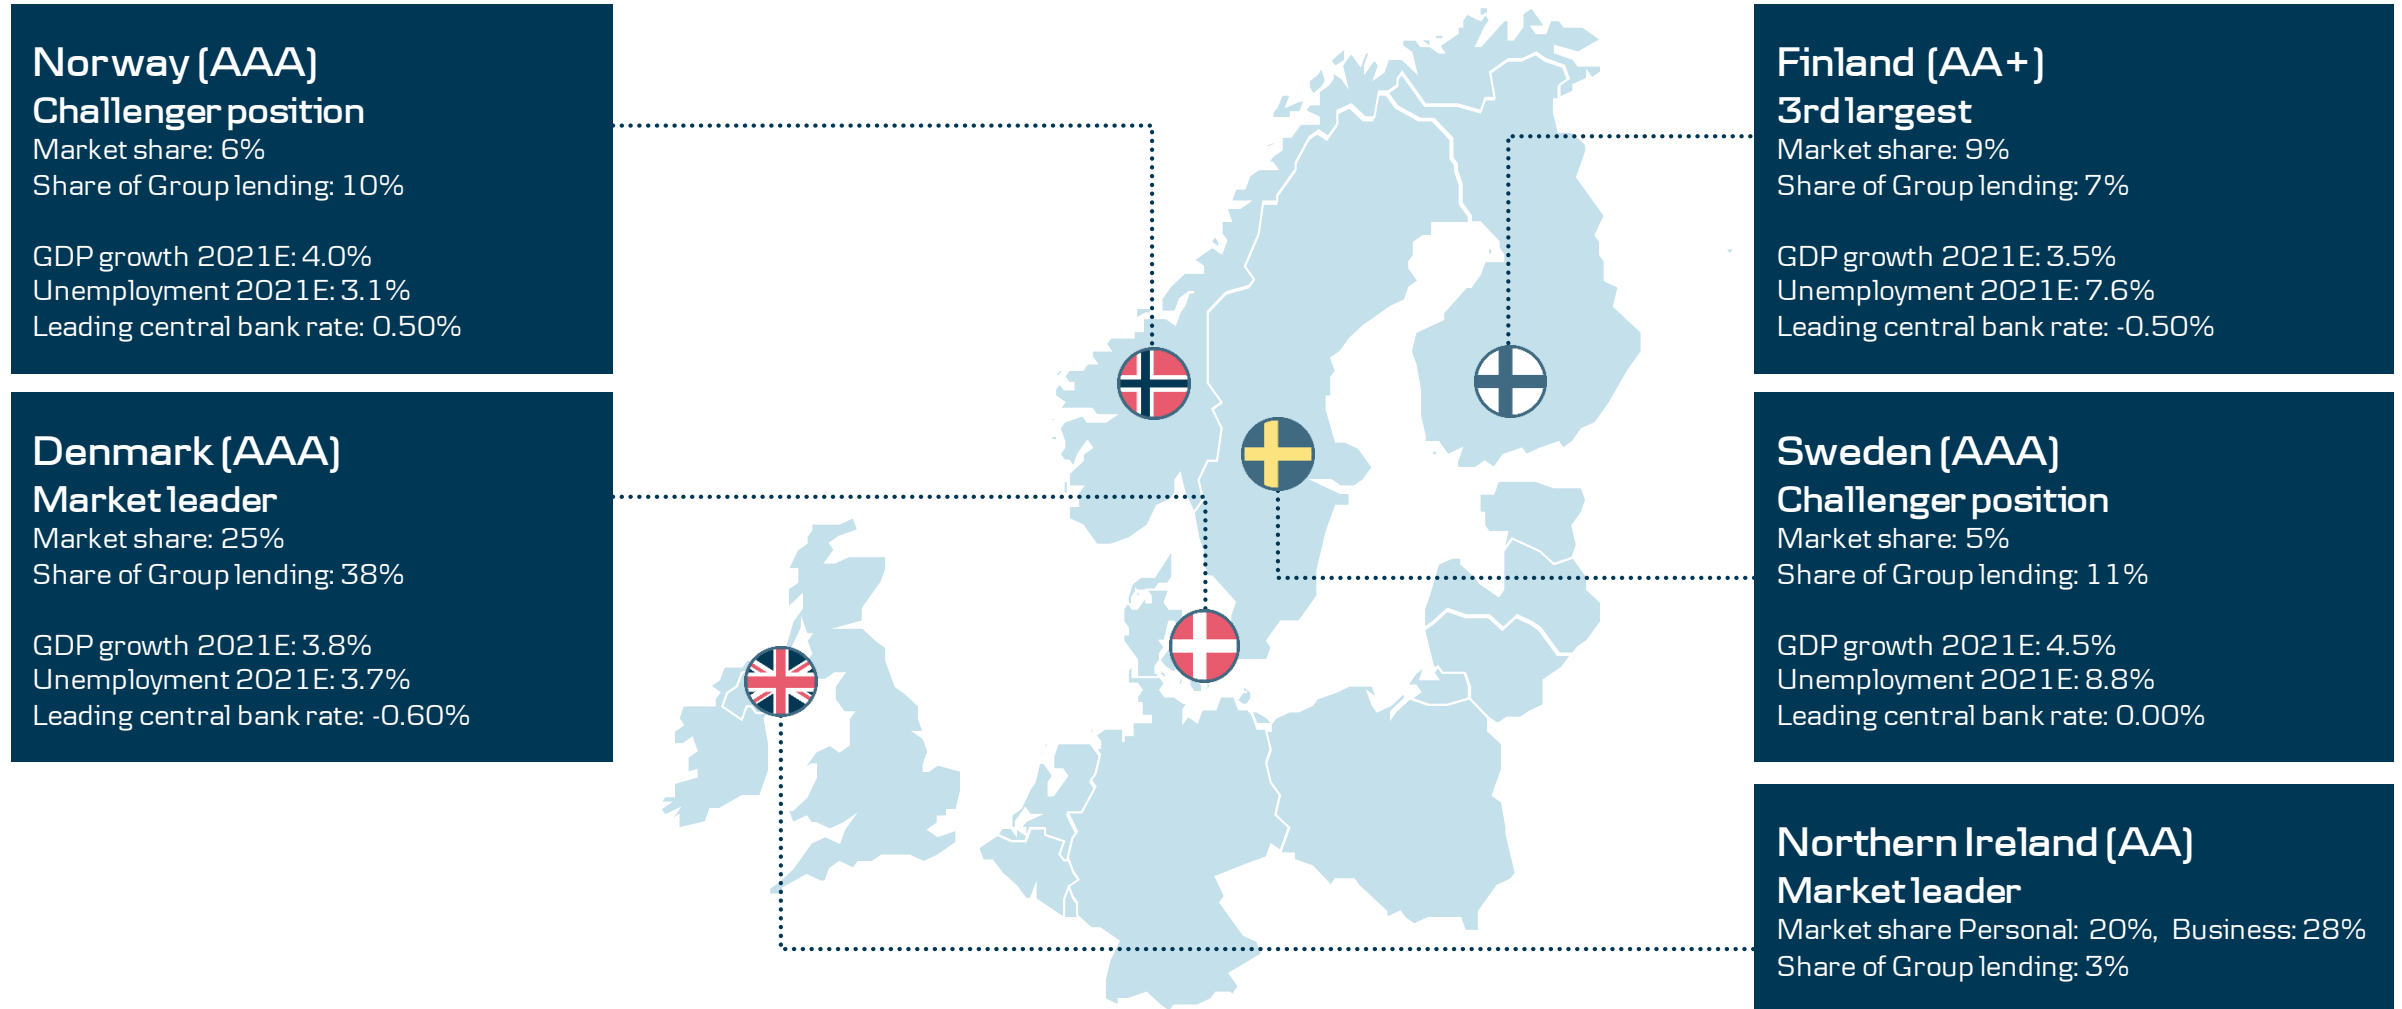 Norway (AAA)
Challenger position
Market share: 6%
Share of Group lending: 10%
GDP growth 2021E: 4.0%
Unemployment 2021E: 3.1%
Leading central bank rate: 0.50%
Denmark (AAA)
Market leader
Market share: 25%
Share of Group lending: 38%
GDP growth 2021E: 3.8%
Unemployment 2021E: 3.7%
Leading central bank rate: -0.60%
Finland (AA+)
3rd largest
Market share: 9%
Share of Group lending: 7%
GDP growth 2021E: 3.5%
Unemployment 2021E: 7.6%
Leading central bank rate: -0.50%
Sweden (AAA)
Challenger position
Market share: 5%
Share of Group lending: 11%
GDP growth 2021E: 4.5%
Unemployment 2021E: 8.8%
Leading central bank rate: 0.00%
Northern Ireland (AA)
Market leader
Market share Personal: 20%, Business: 28%
Share of Group lending: 3%